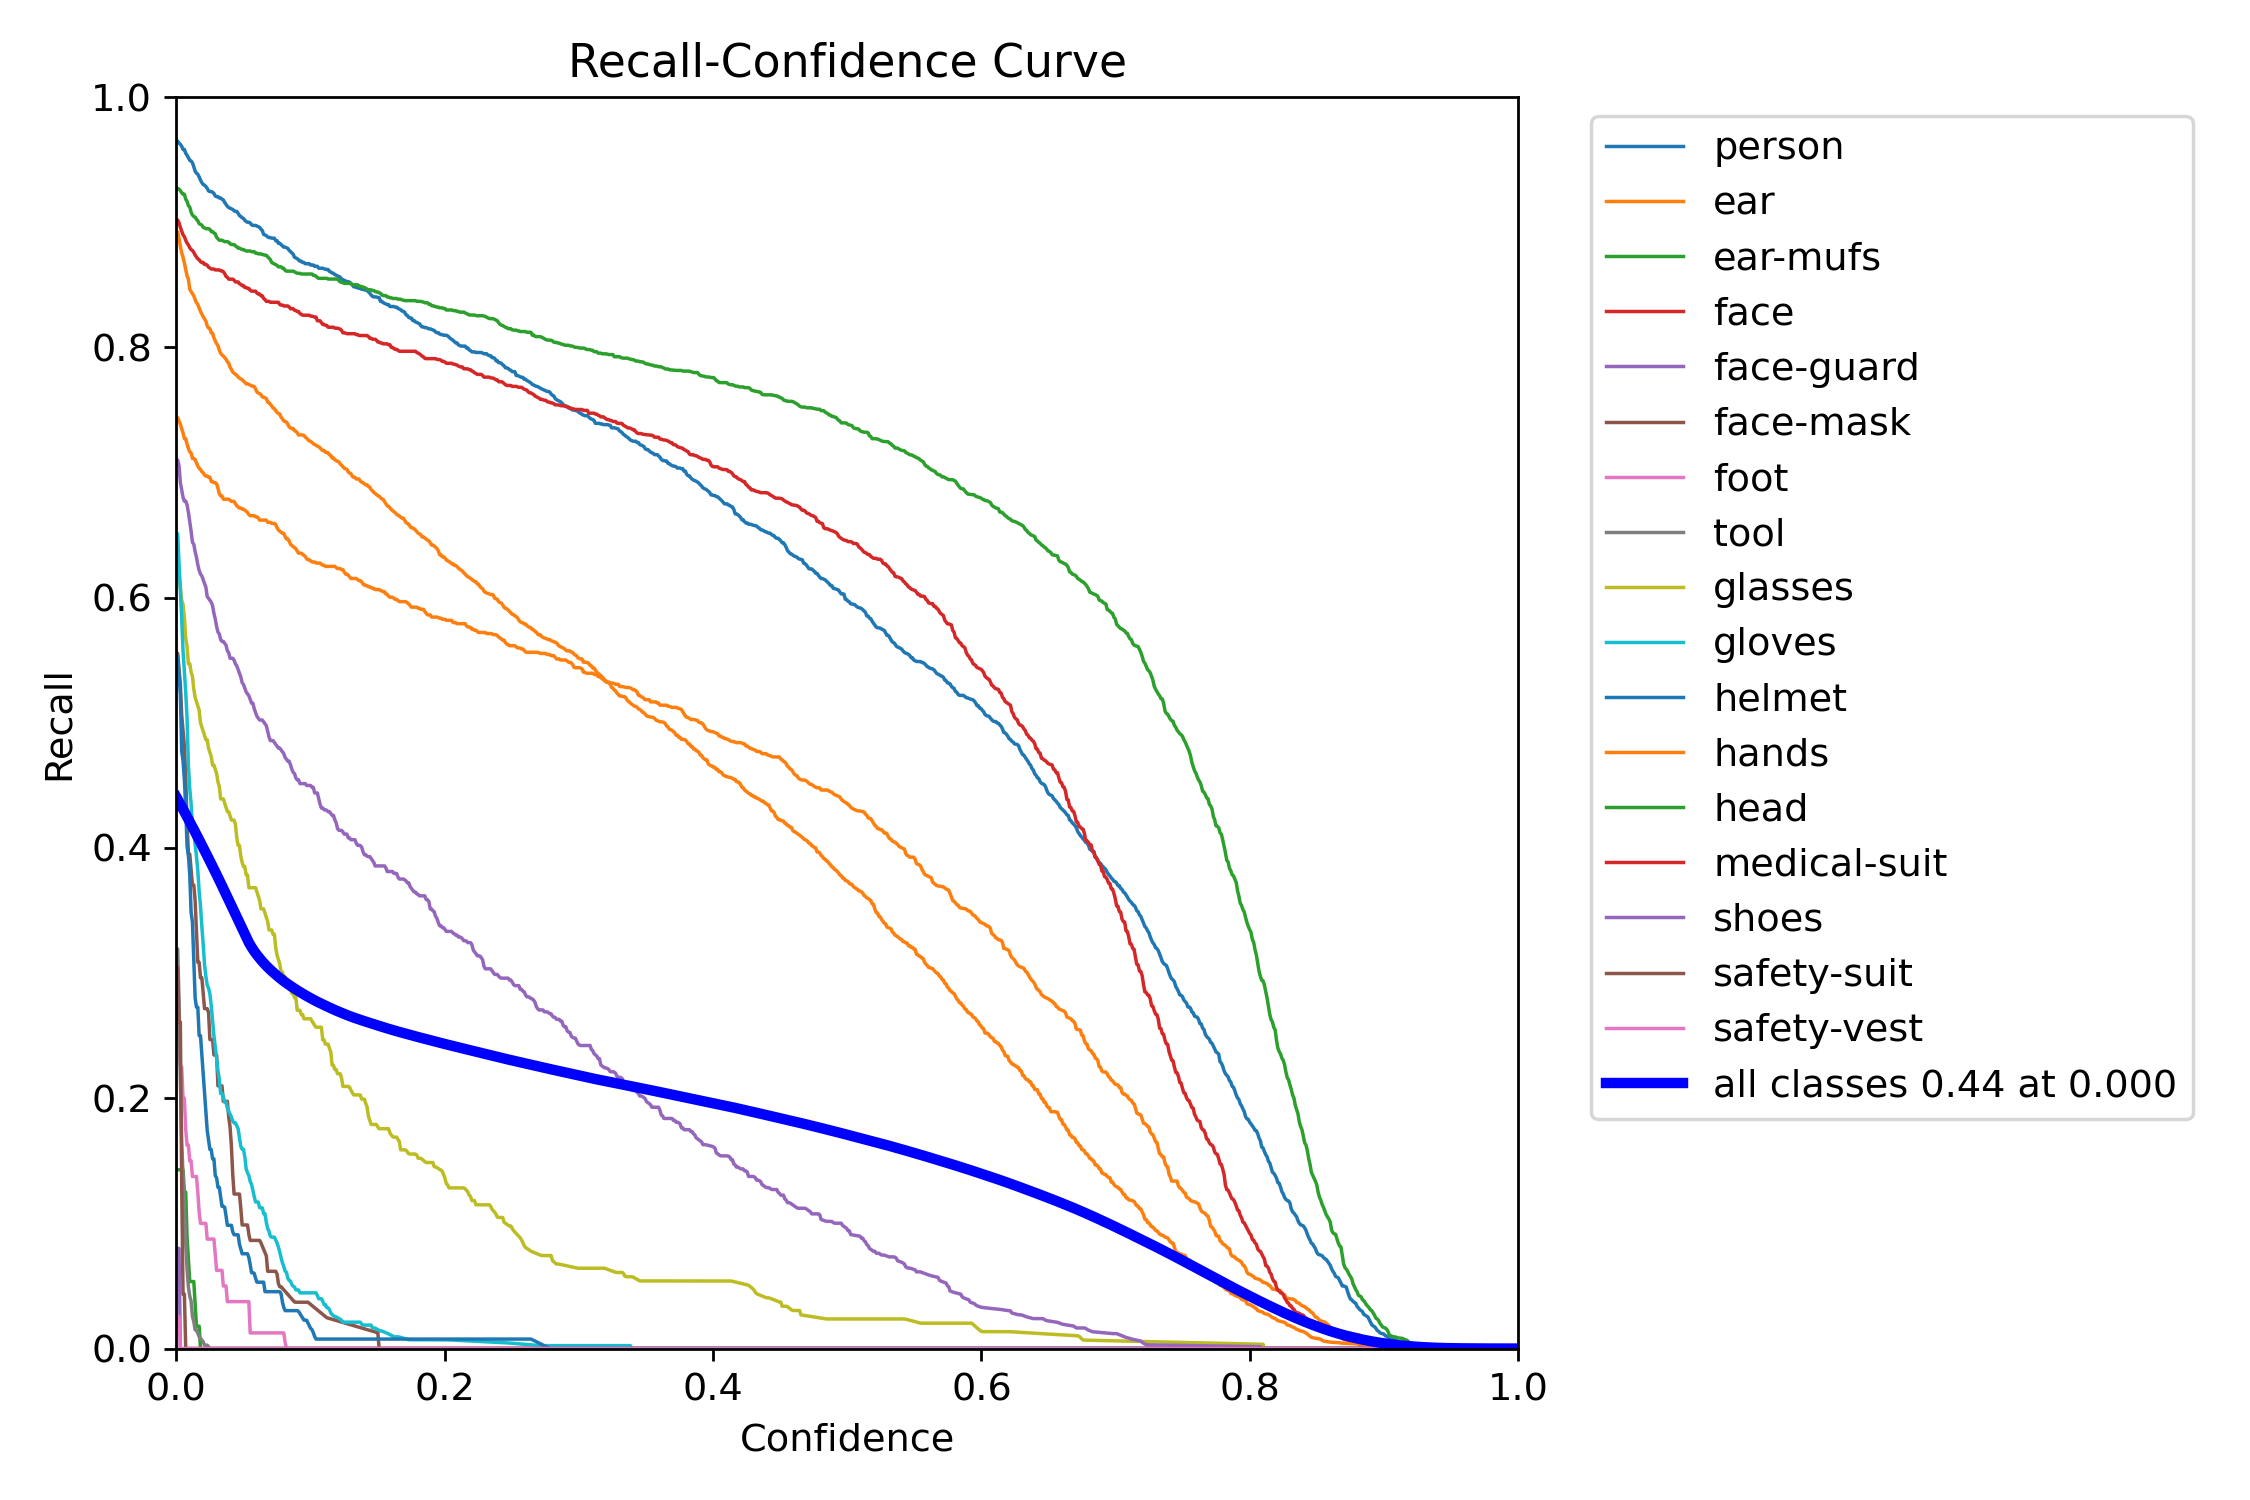 Recall-Confidence Curve
1.0
0.8
0.6
0.4
0.2
0.0
Recall
0.0 0.2 0.4 0.6 0.8 1.0
Confidence
person
ear
ear-mufs
face
face-guard
face-mask
foot
tool
glasses
gloves
helmet
hands
head
medical-suit
shoes
safety-suit
safety-vest
all classes 0.44 at 0.000